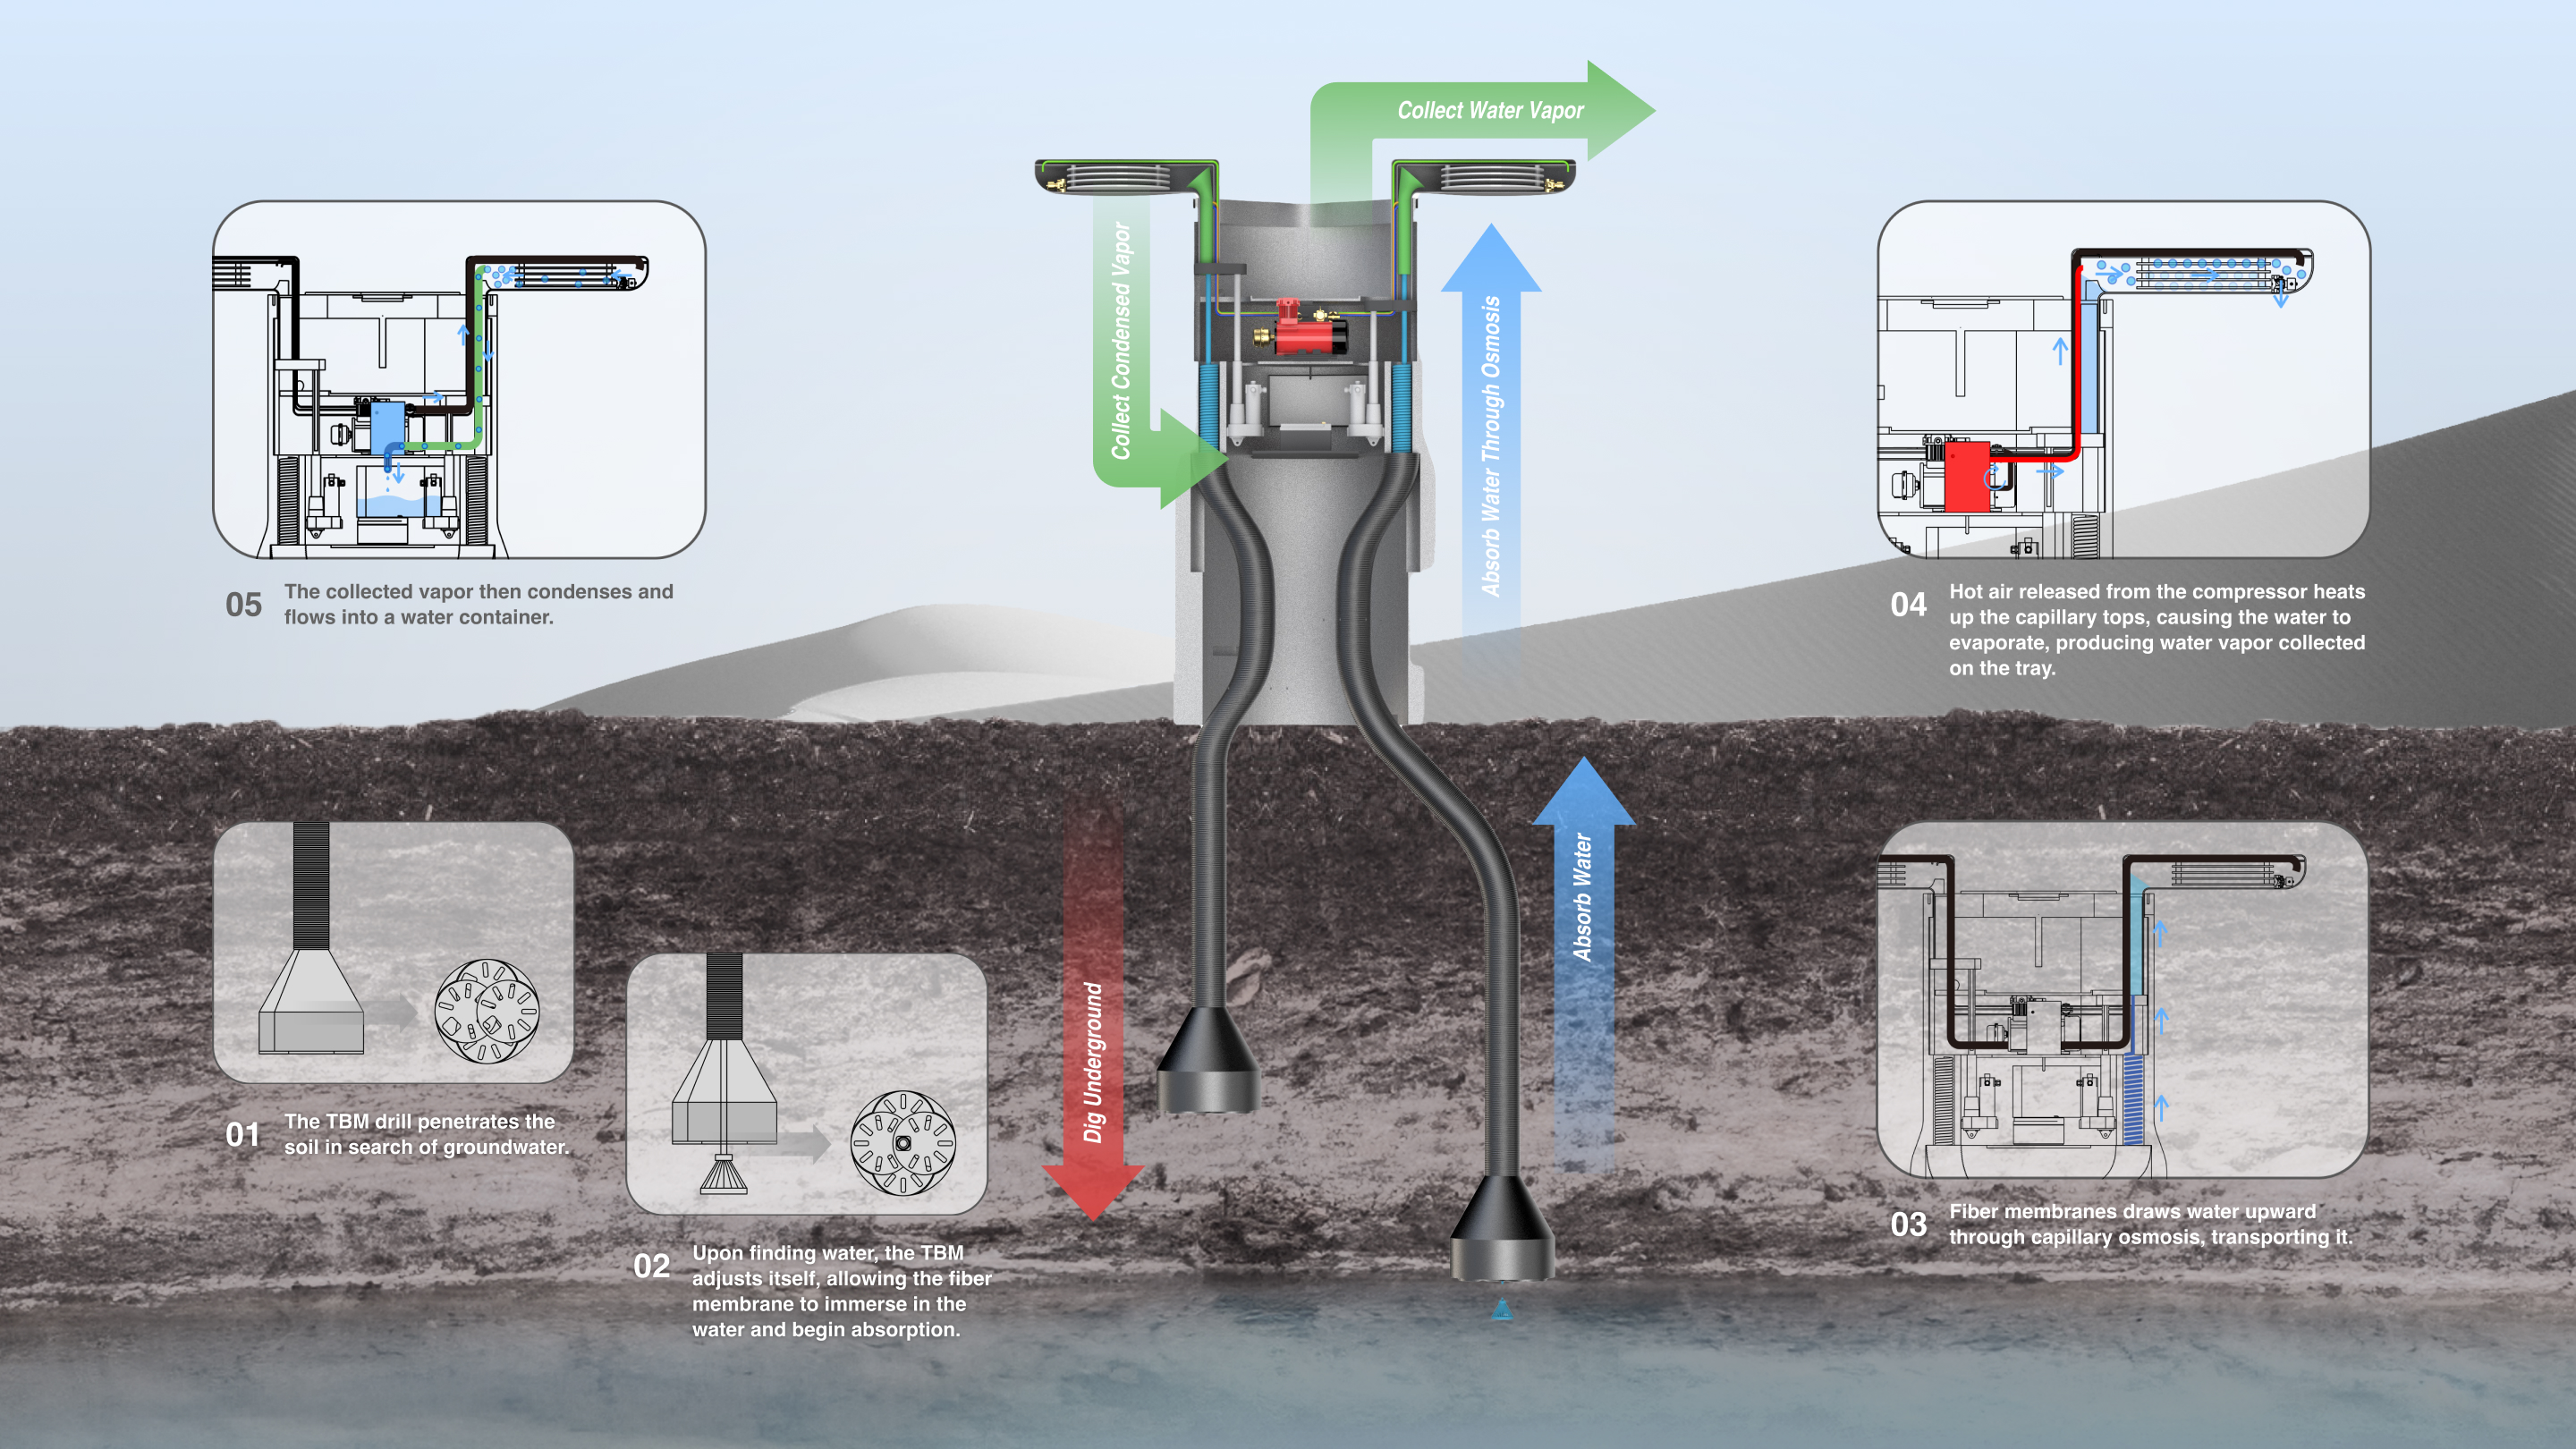 Collect Water Vapor
Collect Condensed Vapor
Absorb Water Through Osmosis
05
The collected vapor then condenses and
flows into a water container.
04
Hot air released from the compressor heats
up the capillary tops, causing the water to
evaporate, producing water vapor collected
on the tray.
Dig Underground
Absorb Water
01
The TBM drill penetrates the
soil in search of groundwater.
02
Upon finding water, the TBM
adjusts itself, allowing the fiber
membrane to immerse in the
water and begin absorption.
03
Fiber membranes draws water upward
through capillary osmosis, transporting it.